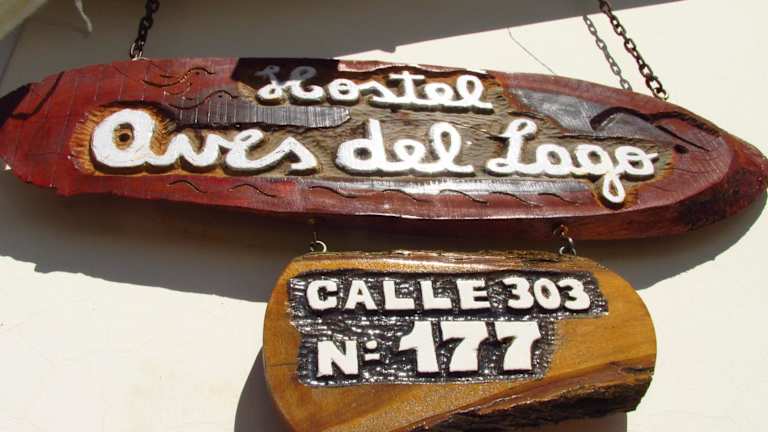 Hostel
Aves del Lago
CALLE 303
Nº 177